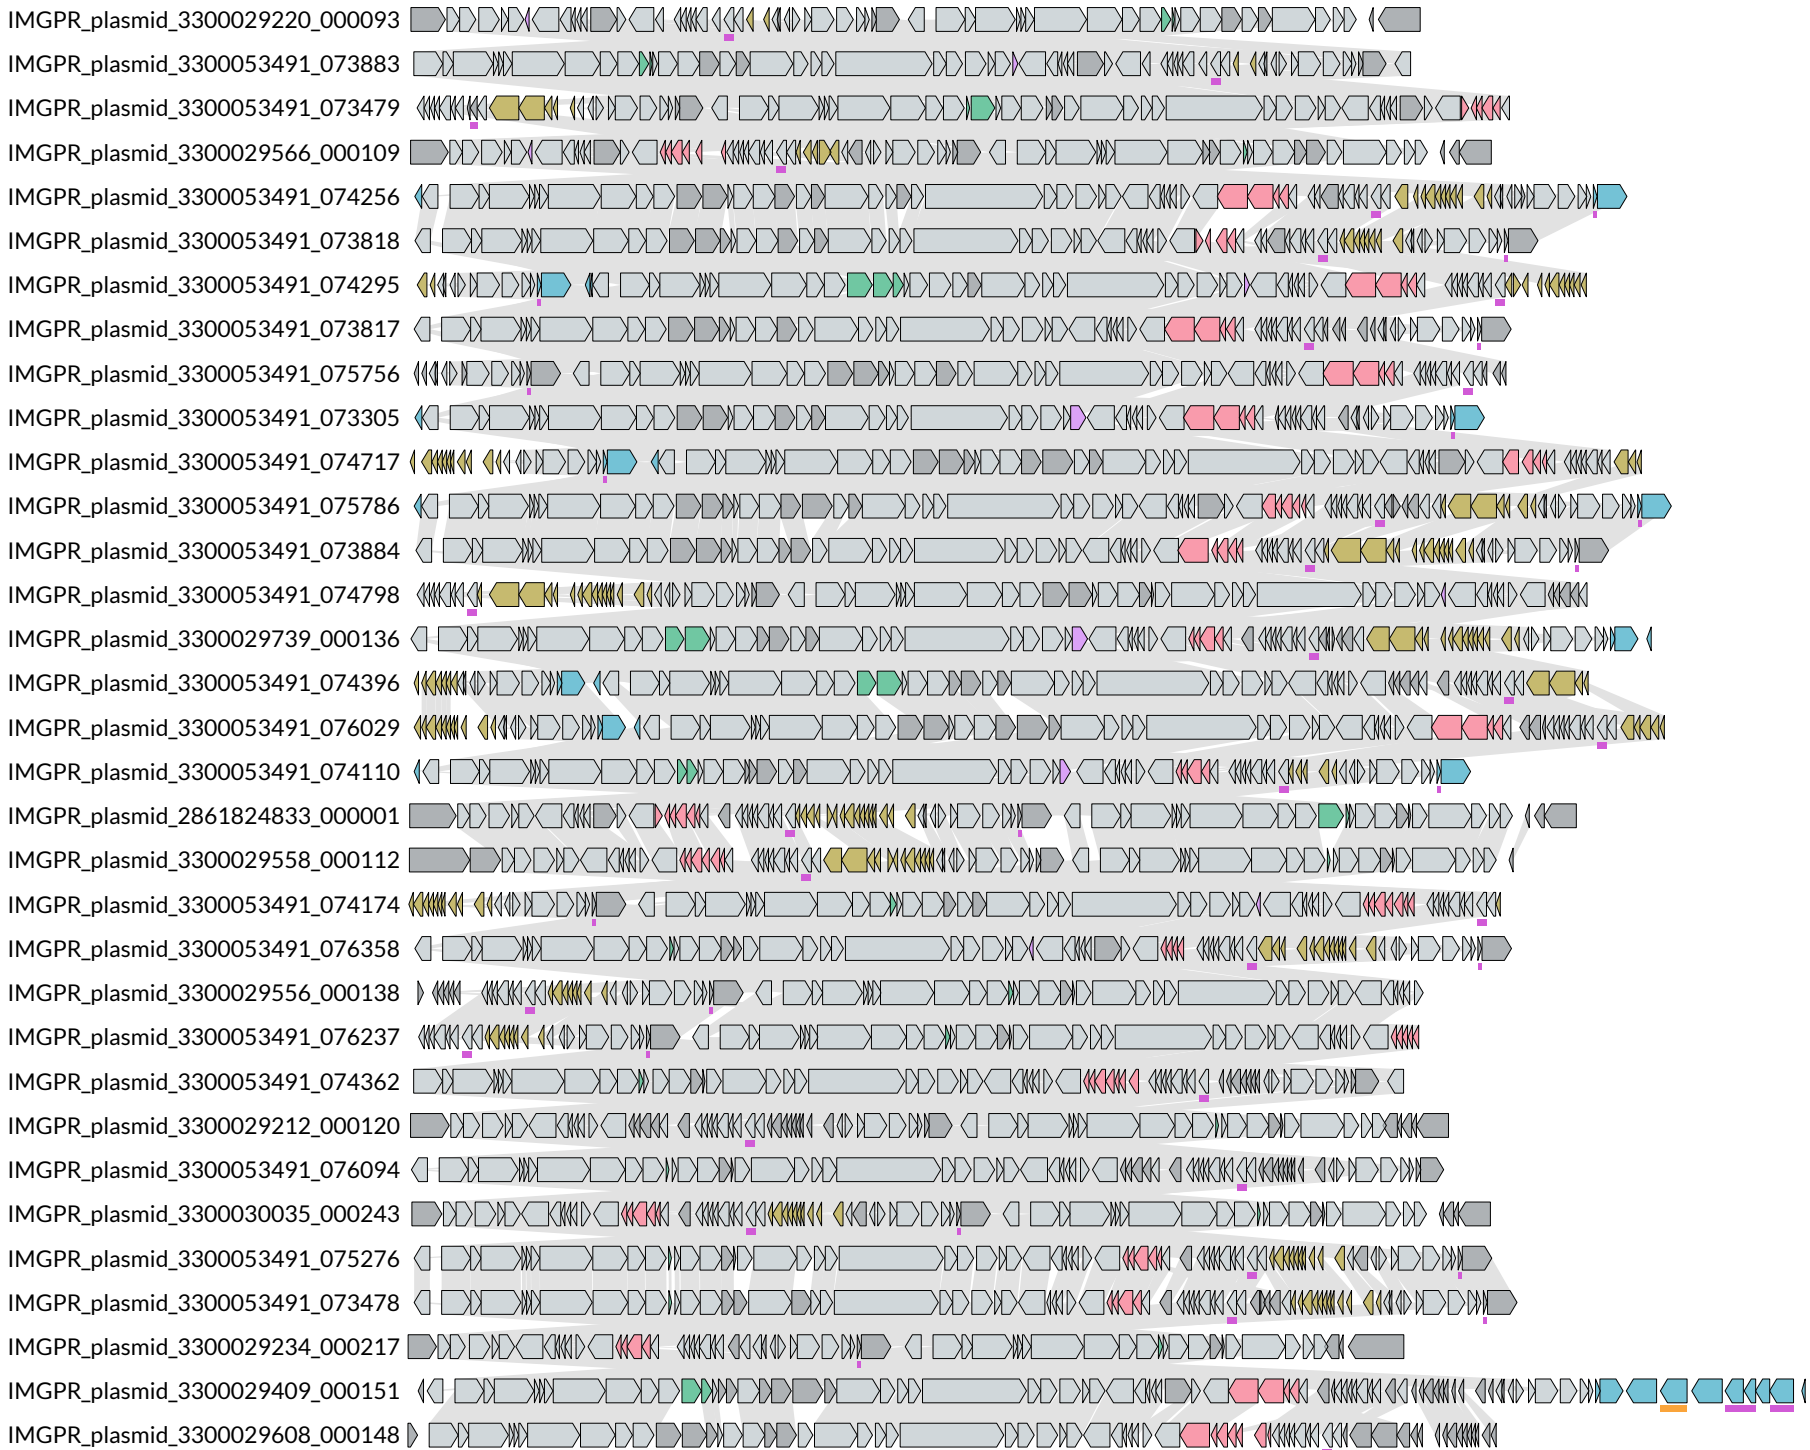 IMGPR_plasmid_3300029220_000093
IMGPR_plasmid_3300053491_073883
IMGPR_plasmid_3300053491_073479
IMGPR_plasmid_3300029566_000109
IMGPR_plasmid_3300053491_074256
IMGPR_plasmid_3300053491_073818
IMGPR_plasmid_3300053491_074295
IMGPR_plasmid_3300053491_073817
IMGPR_plasmid_3300053491_075756
IMGPR_plasmid_3300053491_073305
IMGPR_plasmid_3300053491_074717
IMGPR_plasmid_3300053491_075786
IMGPR_plasmid_3300053491_073884
IMGPR_plasmid_3300053491_074798
IMGPR_plasmid_3300029739_000136
IMGPR_plasmid_3300053491_074396
IMGPR_plasmid_3300053491_076029
IMGPR_plasmid_3300053491_074110
IMGPR_plasmid_2861824833_000001
IMGPR_plasmid_3300029558_000112
IMGPR_plasmid_3300053491_074174
IMGPR_plasmid_3300053491_076358
IMGPR_plasmid_3300029556_000138
IMGPR_plasmid_3300053491_076237
IMGPR_plasmid_3300053491_074362
IMGPR_plasmid_3300029212_000120
IMGPR_plasmid_3300053491_076094
IMGPR_plasmid_3300030035_000243
IMGPR_plasmid_3300053491_075276
IMGPR_plasmid_3300053491_073478
IMGPR_plasmid_3300029234_000217
IMGPR_plasmid_3300029409_000151
IMGPR_plasmid_3300029608_000148